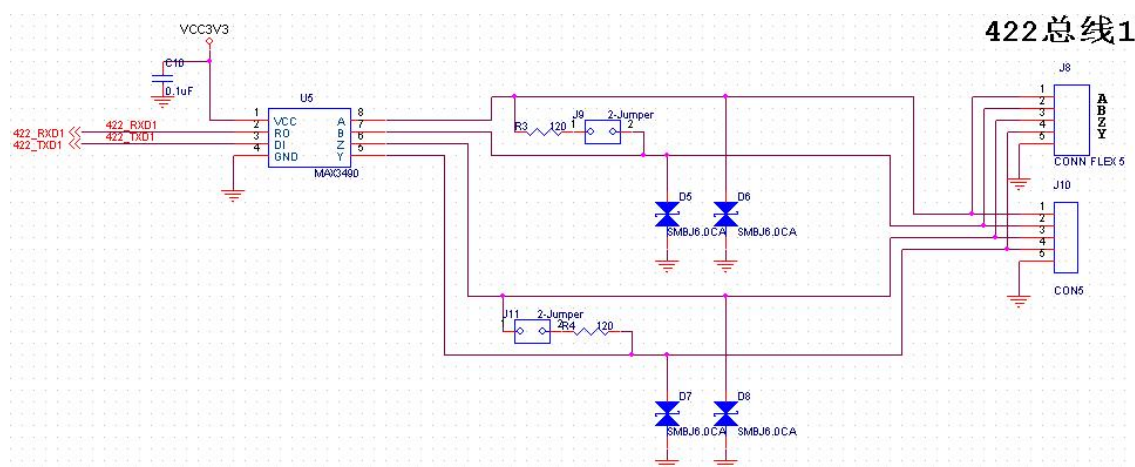 422总线1
VCC3V3
C10
0.1uF
U5
1 VCC A 8
2 RO B 7
3 DI Z 6
4 GND Y 5
MAX3490
422_RXD1 422_RXD1
422_TXD1 422_TXD1
R3 120
J9 2-Jumper
1 2
D5 D6
SMBJ6.0CA SMBJ6.0CA
J8
1 A
2 B
3 Z
4 Y
5
CONN FLEX 5
J10
1
2
3
4
5
CON5
J11 2-Jumper
1 2
R4 120
D7 D8
SMBJ6.0CA SMBJ6.0CA